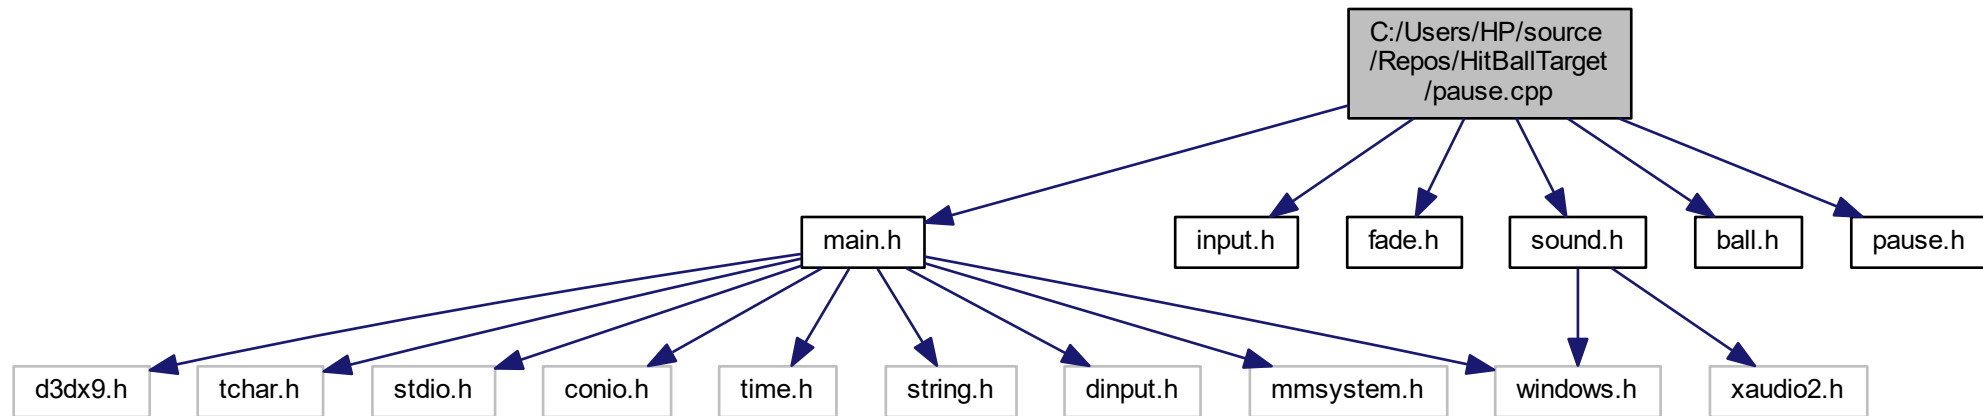 C:/Users/HP/source
/Repos/HitBallTarget
/pause.cpp
main.h
input.h
fade.h
sound.h
ball.h
pause.h
d3dx9.h
tchar.h
stdio.h
conio.h
time.h
string.h
dinput.h
mmsystem.h
windows.h
xaudio2.h